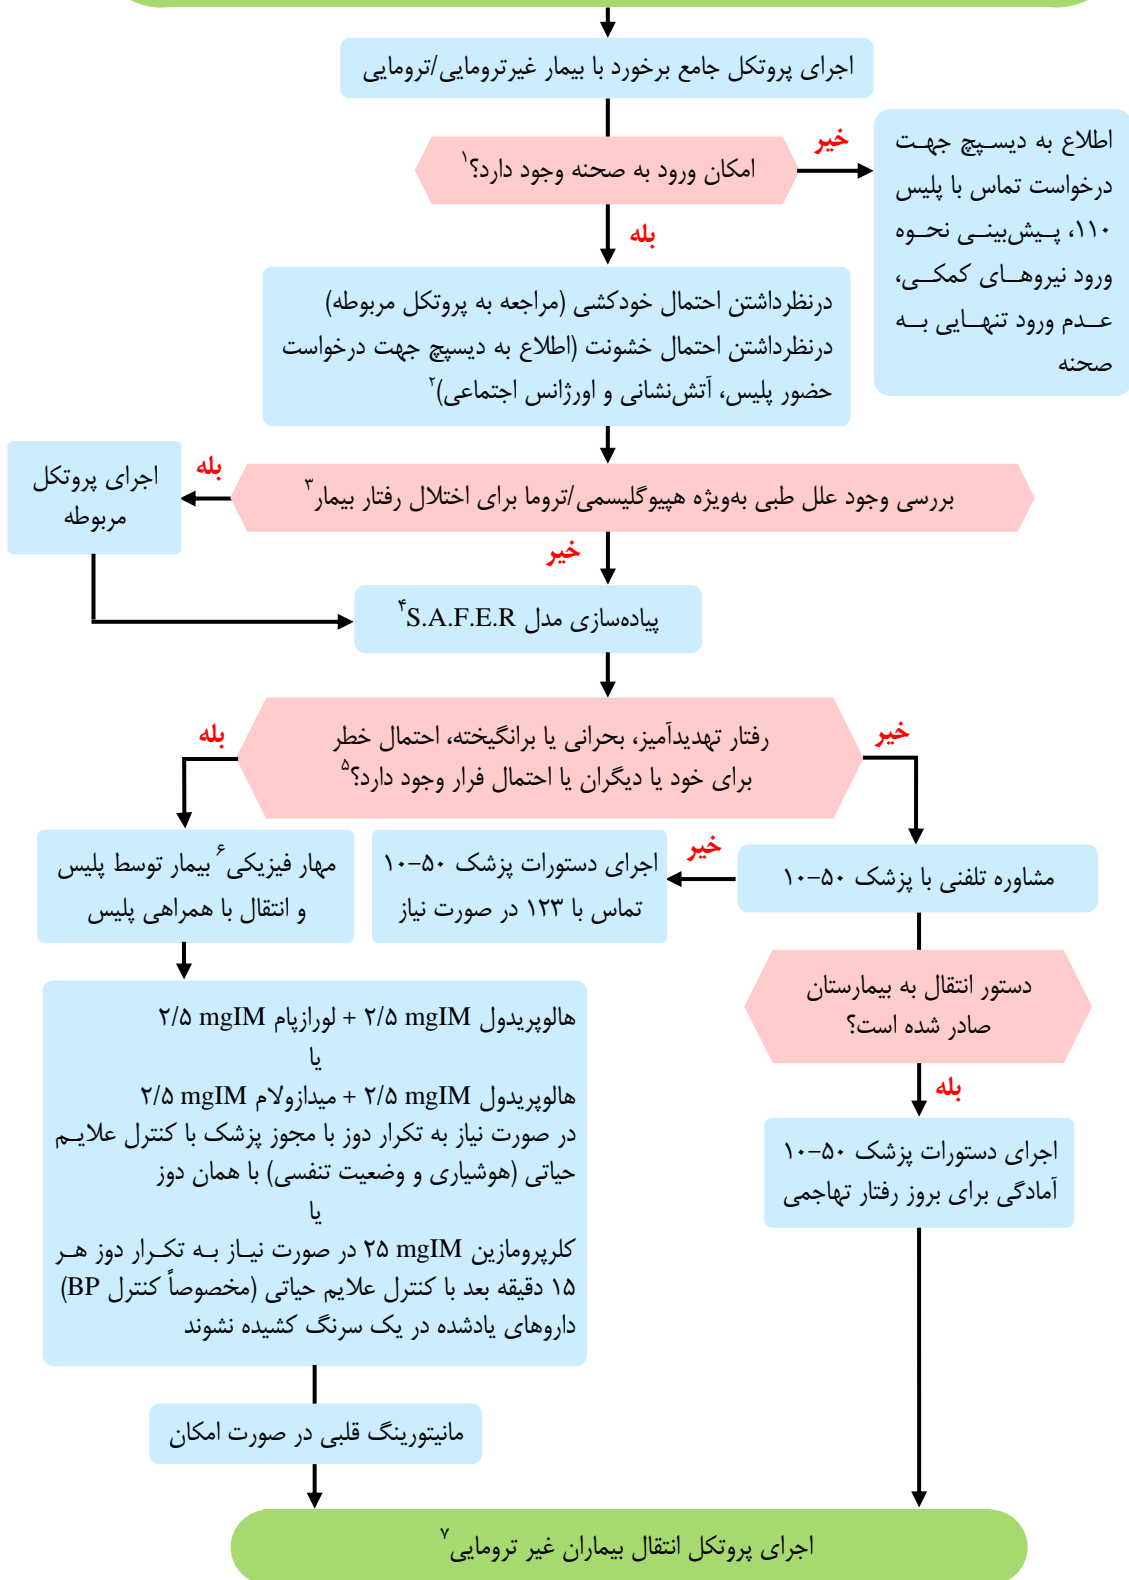 اجرای پروتکل جامع برخورد با بیمار غیرترومایی/ترومایی
امکان ورود به صحنه وجود دارد؟۱
خیر
اطلاع به دیسپچ جهت
درخواست تماس با پلیس
۱۱۰، پیش‌بینی نحوه
ورود نیروهای کمکی،
عدم ورود تنهایی به
صحنه
بله
درنظرداشتن احتمال خودکشی (مراجعه به پروتکل مربوطه)
درنظرداشتن احتمال خشونت (اطلاع به دیسپچ جهت درخواست
حضور پلیس، آتش‌نشانی و اورژانس اجتماعی)۲
بررسی وجود علل طبی به‌ویژه هیپوگلیسمی/تروما برای اختلال رفتار بیمار۳
بله
اجرای پروتکل
مربوطه
خیر
پیاده‌سازی مدل S.A.F.E.R۴
رفتار تهدیدآمیز، بحرانی یا برانگیخته، احتمال خطر
برای خود یا دیگران یا احتمال فرار وجود دارد؟۵
خیر
بله
مشاوره تلفنی با پزشک ۵۰-۱۰
خیر
اجرای دستورات پزشک ۵۰-۱۰
تماس با ۱۲۳ در صورت نیاز
مهار فیزیکی۶ بیمار توسط پلیس
و انتقال با همراهی پلیس
دستور انتقال به بیمارستان
صادر شده است؟
بله
اجرای دستورات پزشک ۵۰-۱۰
آمادگی برای بروز رفتار تهاجمی
هالوپریدول ۲/۵ mgIM + لورازپام ۲/۵ mgIM
یا
هالوپریدول ۲/۵ mgIM + میدازولام ۲/۵ mgIM
در صورت نیاز به تکرار دوز با مجوز پزشک با کنترل علایم
حیاتی (هوشیاری و وضعیت تنفسی) با همان دوز
یا
کلرپرومازین ۲۵ mgIM در صورت نیاز به تکرار دوز هر
۱۵ دقیقه بعد با کنترل علایم حیاتی (مخصوصاً کنترل BP)
داروهای یادشده در یک سرنگ کشیده نشوند
مانیتورینگ قلبی در صورت امکان
اجرای پروتکل انتقال بیماران غیر ترومایی۷